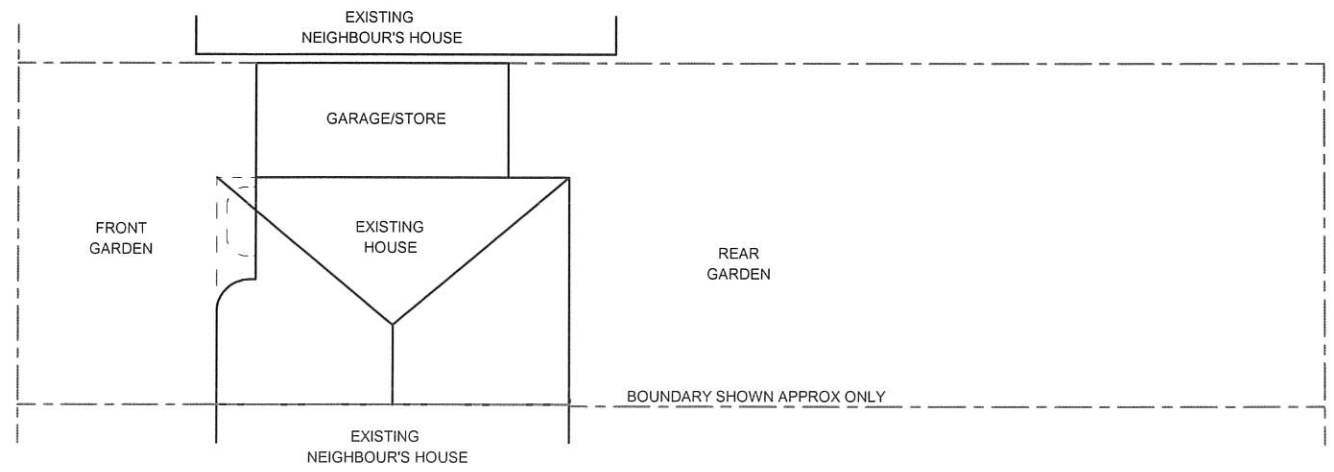 EXISTING
NEIGHBOUR'S HOUSE
GARAGE/STORE
FRONT
GARDEN
EXISTING
HOUSE
REAR
GARDEN
BOUNDARY SHOWN APPROX ONLY
EXISTING
NEIGHBOUR'S HOUSE